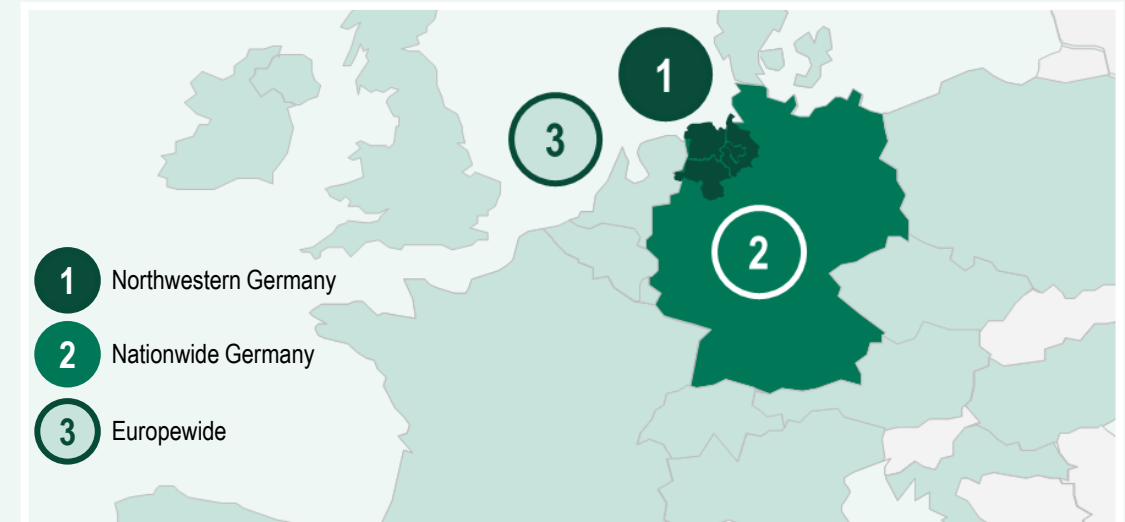 1
3
2
1 Northwestern Germany
2 Nationwide Germany
3 Europewide